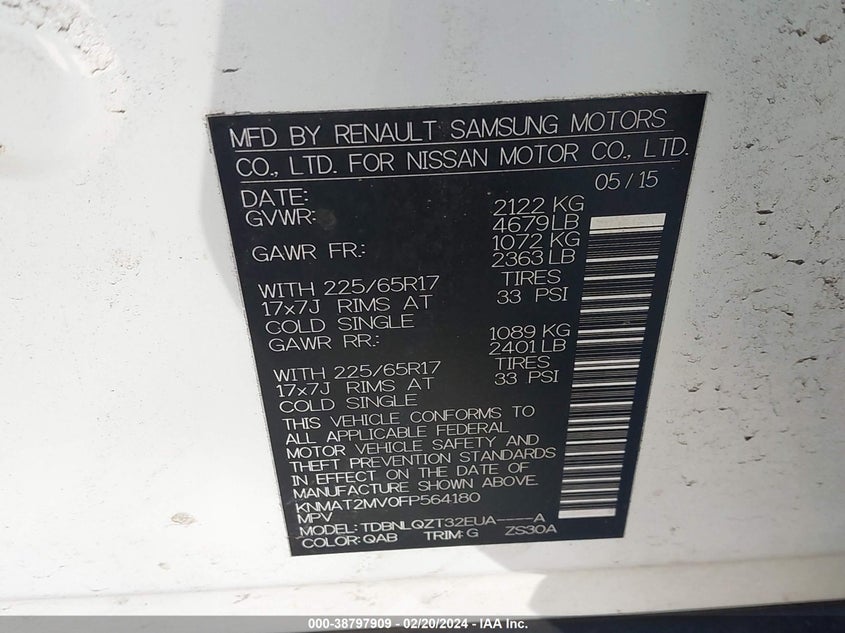 MFD BY RENAULT SAMSUNG MOTORS
CO., LTD. FOR NISSAN MOTOR CO., LTD.
DATE: 05/15
GVWR: 2122 KG
4679 LB
GAWR FR.: 1072 KG
2363 LB
WITH 225/65R17 TIRES
17x7J RIMS AT 33 PSI
COLD SINGLE
GAWR RR.: 1089 KG
2401 LB
WITH 225/65R17 TIRES
17x7J RIMS AT 33 PSI
COLD SINGLE
THIS VEHICLE CONFORMS TO
ALL APPLICABLE FEDERAL
MOTOR VEHICLE SAFETY AND
THEFT PREVENTION STANDARDS
IN EFFECT ON THE DATE OF
MANUFACTURE SHOWN ABOVE.
KNMAT2MV0FP564180
MPV
MODEL: TDBNLQZT32EUA----A
COLOR: QAB TRIM: G ZS30A
000-38797909 - 02/20/2024 - IAA Inc.